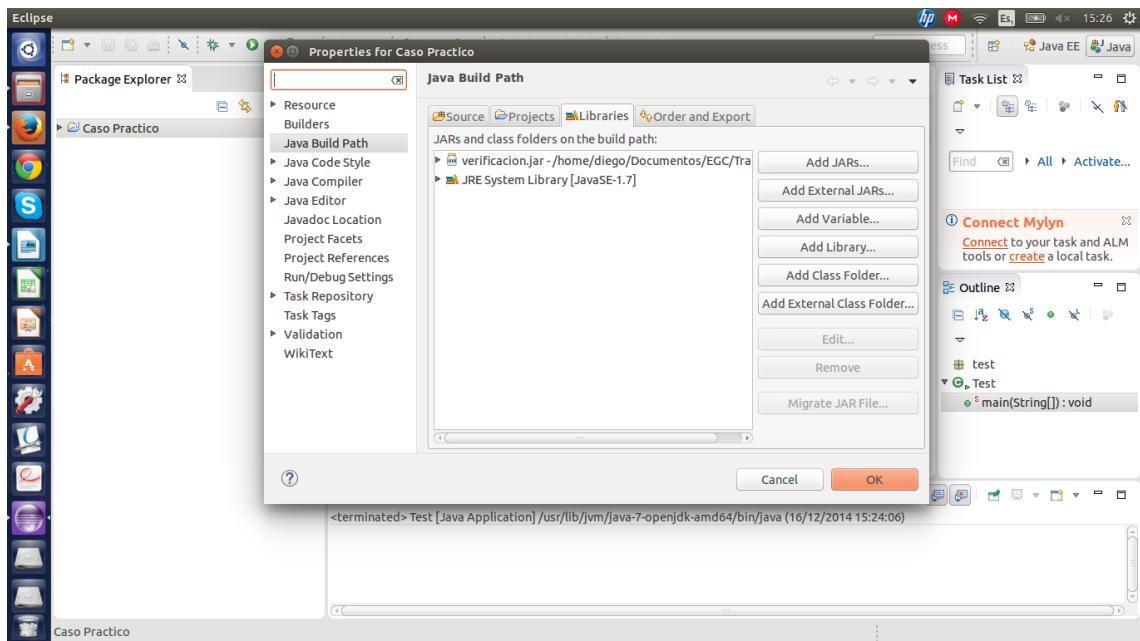 Eclipse
hp M Es, 15:26
ess Java EE Java
Package Explorer
Caso Practico
Properties for Caso Practico
Resource
Builders
Java Build Path
Java Code Style
Java Compiler
Java Editor
Javadoc Location
Project Facets
Project References
Run/Debug Settings
Task Repository
Task Tags
Validation
WikiText
Java Build Path
Source Projects Libraries Order and Export
JARs and class folders on the build path:
verificacion.jar - /home/diego/Documentos/EGC/Tra
JRE System Library [JavaSE-1.7]
Add JARs...
Add External JARs...
Add Variable...
Add Library...
Add Class Folder...
Add External Class Folder...
Edit...
Remove
Migrate JAR File...
Cancel OK
Task List
Find All Activate...
Connect Mylyn
Connect to your task and ALM
tools or create a local task.
Outline
test
Test
main(String[]) : void
<terminated> Test [Java Application] /usr/lib/jvm/java-7-openjdk-amd64/bin/java (16/12/2014 15:24:06)
Caso Practico